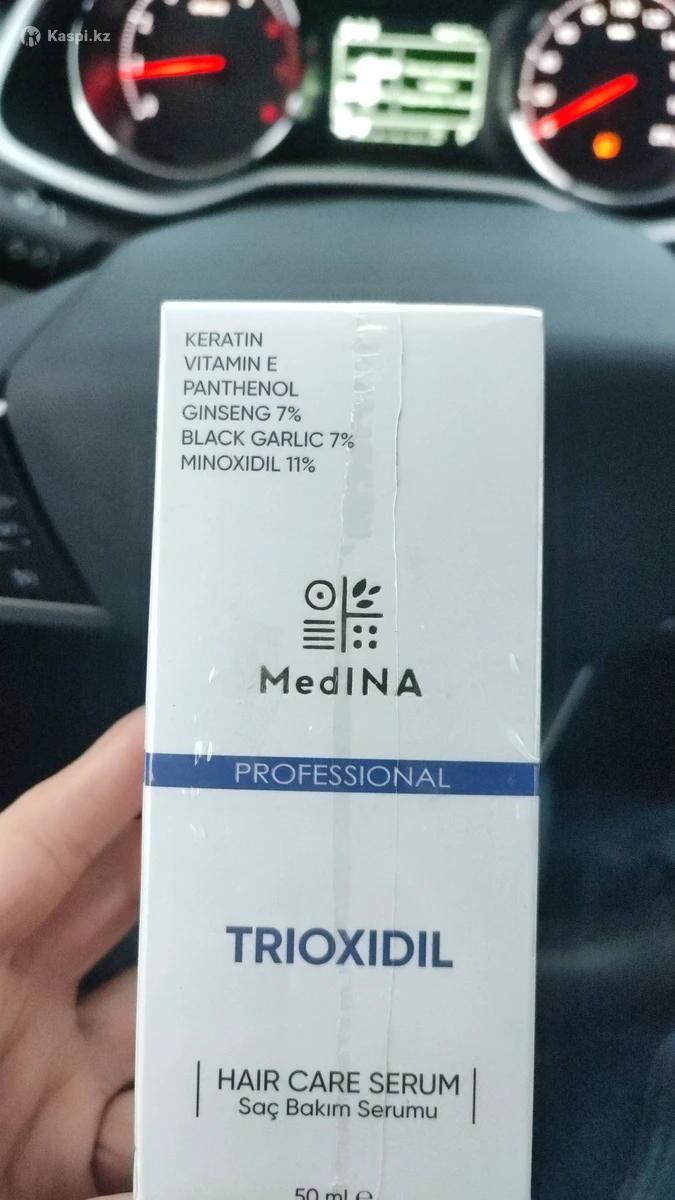 Kaspi.kz
KERATIN
VITAMIN E
PANTHENOL
GINSENG 7%
BLACK GARLIC 7%
MINOXIDIL 11%
MedINA
PROFESSIONAL
TRIOXIDIL
HAIR CARE SERUM
Saç Bakım Serumu
50 ml e